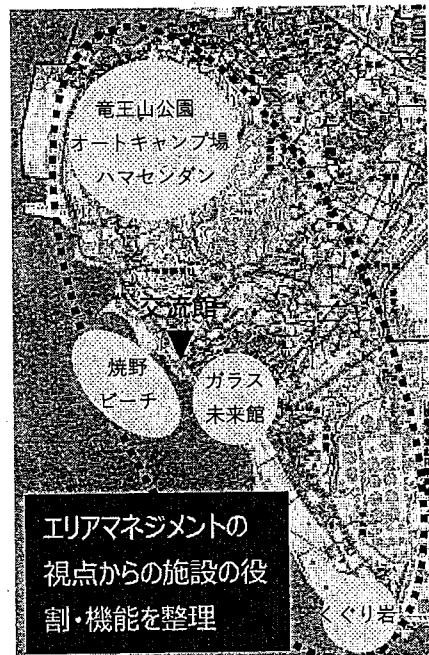 竜王山公園
オートキャンプ場
ハマセンダン
交流館
焼野
ビーチ
ガラス
未来館
エリアマネジメントの
視点からの施設の役
割・機能を整理
くぐり岩